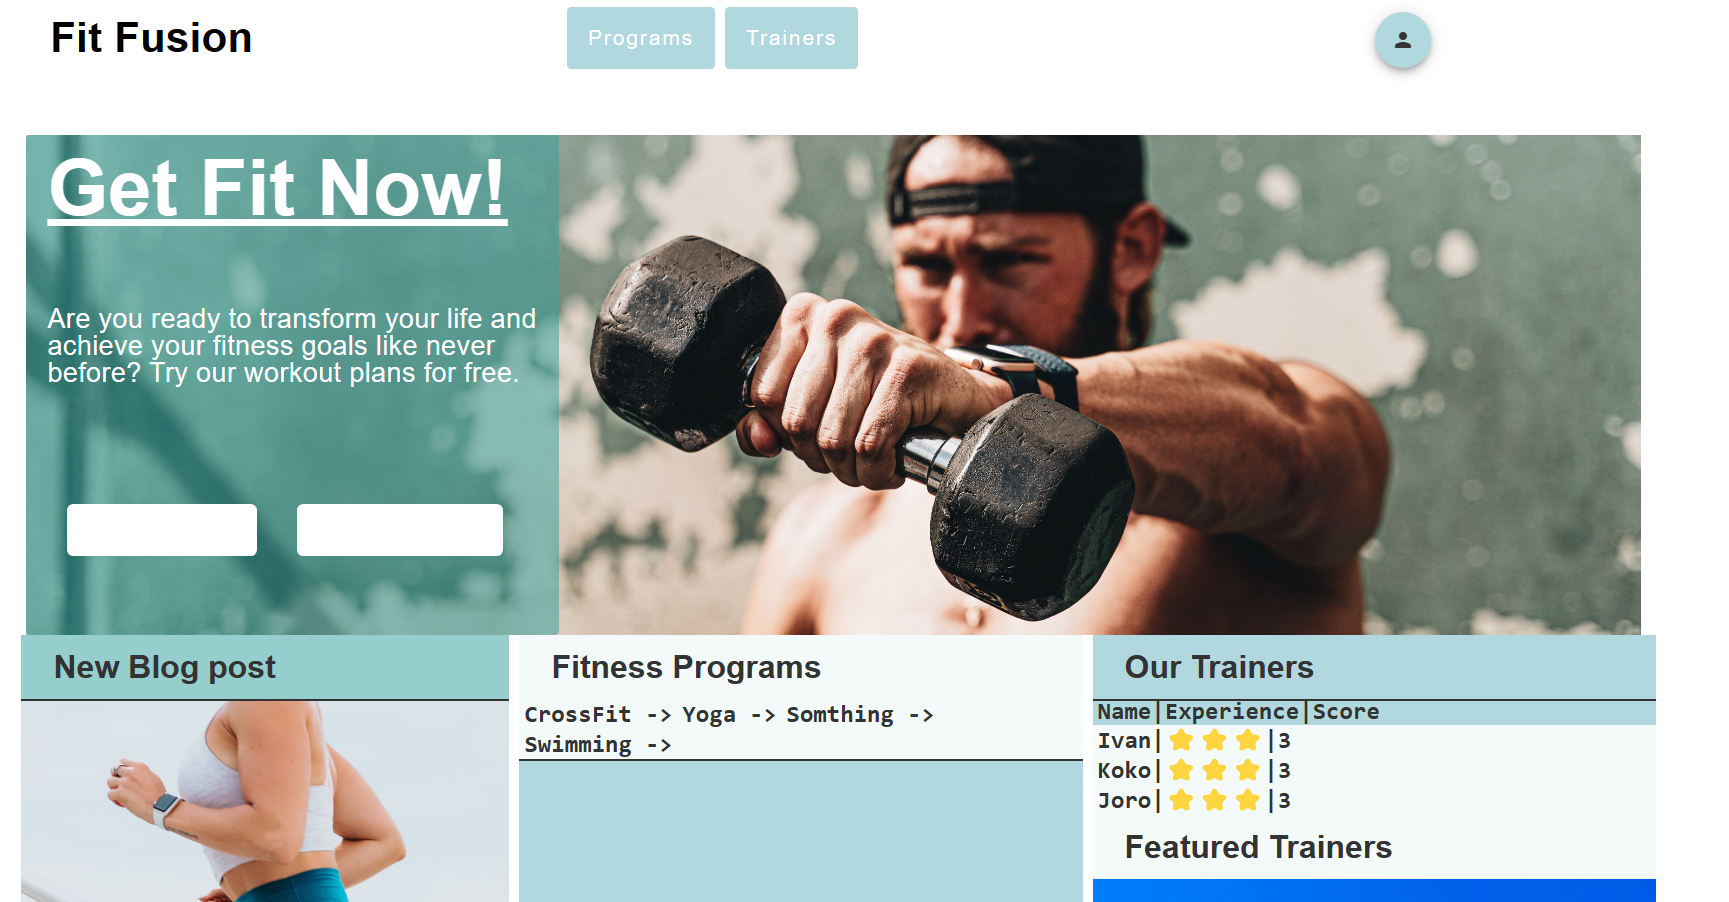 Fit Fusion
Programs
Trainers
Get Fit Now!
Are you ready to transform your life and
achieve your fitness goals like never
before? Try our workout plans for free.
New Blog post
Fitness Programs
CrossFit -> Yoga -> Somthing ->
Swimming ->
Our Trainers
Name|Experience|Score
Ivan|⭐⭐⭐|3
Koko|⭐⭐⭐|3
Joro|⭐⭐⭐|3
Featured Trainers